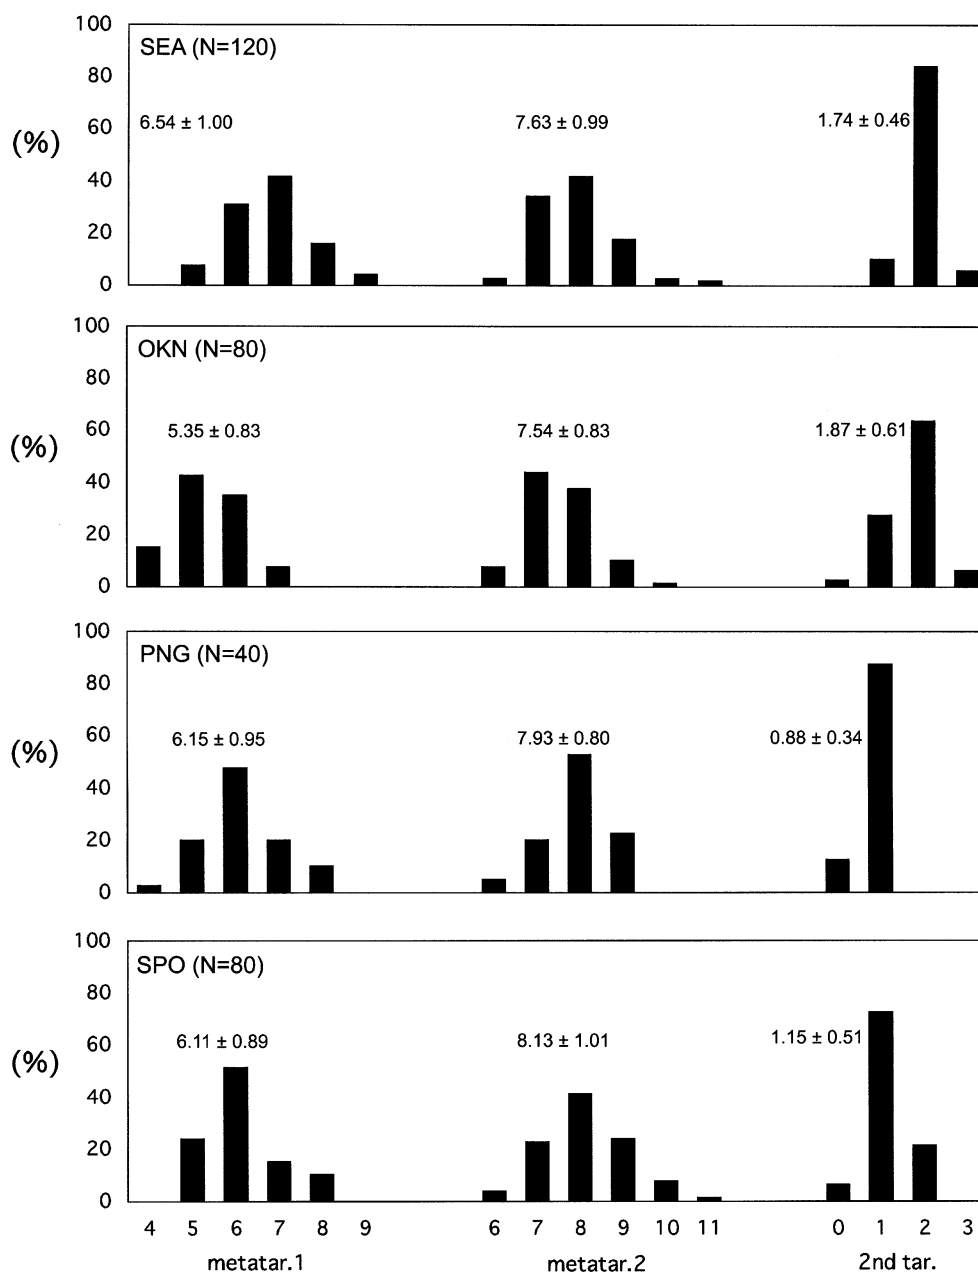 100
SEA (N=120)
80
6.54 ± 1.00
7.63 ± 0.99
1.74 ± 0.46
60
(%)
40
20
0
100
OKN (N=80)
80
5.35 ± 0.83
7.54 ± 0.83
1.87 ± 0.61
60
(%)
40
20
0
100
PNG (N=40)
80
6.15 ± 0.95
7.93 ± 0.80
0.88 ± 0.34
60
(%)
40
20
0
100
SPO (N=80)
80
6.11 ± 0.89
8.13 ± 1.01
1.15 ± 0.51
60
(%)
40
20
0
4 5 6 7 8 9 6 7 8 9 10 11 0 1 2 3
metatar.1 metatar.2 2nd tar.